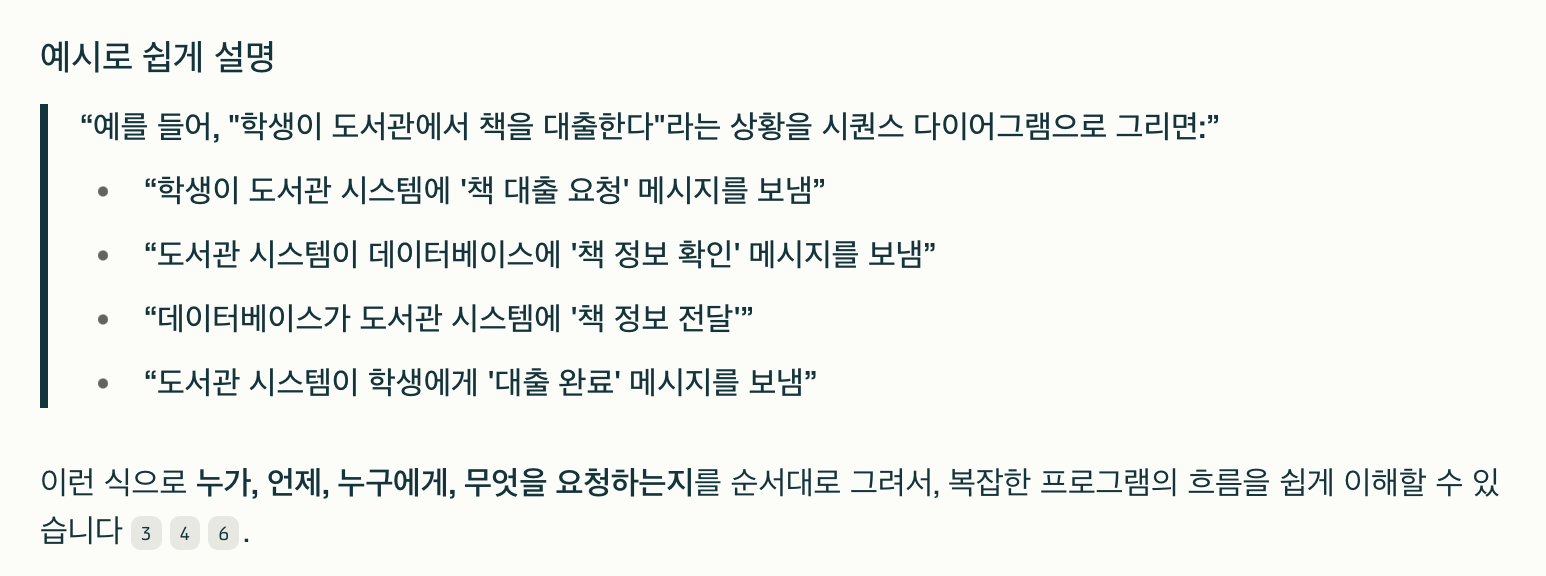 예시로 쉽게 설명
“예를 들어, "학생이 도서관에서 책을 대출한다"라는 상황을 시퀀스 다이어그램으로 그리면:”
• “학생이 도서관 시스템에 '책 대출 요청' 메시지를 보냄”
• “도서관 시스템이 데이터베이스에 '책 정보 확인' 메시지를 보냄”
• “데이터베이스가 도서관 시스템에 '책 정보 전달'”
• “도서관 시스템이 학생에게 '대출 완료' 메시지를 보냄”
이런 식으로 누가, 언제, 누구에게, 무엇을 요청하는지를 순서대로 그려서, 복잡한 프로그램의 흐름을 쉽게 이해할 수 있
습니다 3 4 6 .